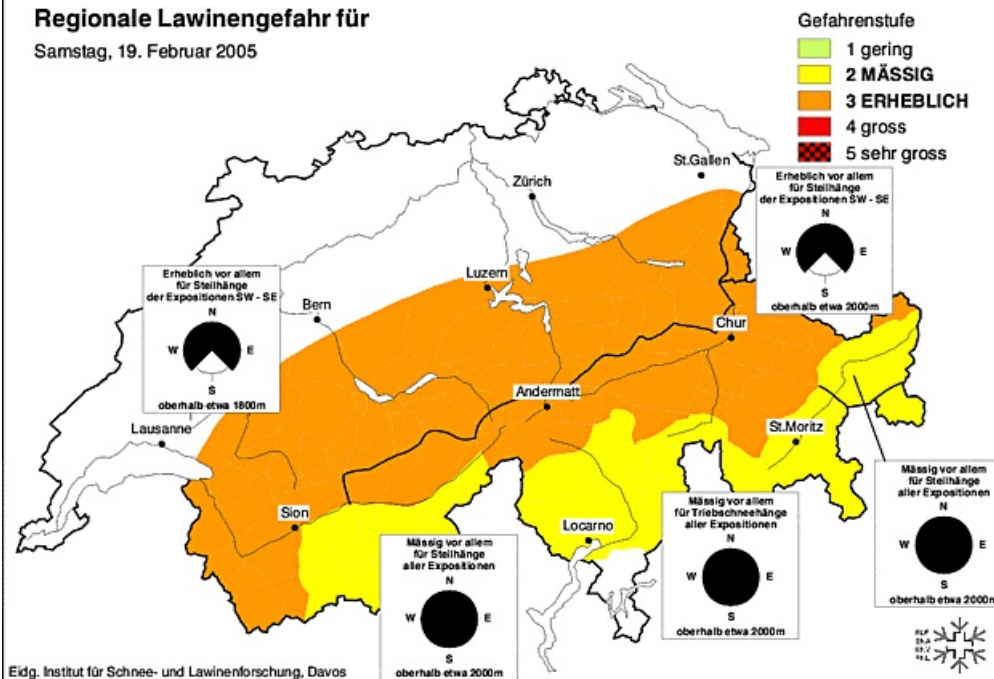 Regionale Lawinengefahr für
Samstag, 19. Februar 2005
Gefahrenstufe
1 gering
2 MÄSSIG
3 ERHEBLICH
4 gross
5 sehr gross
St.Gallen
Zürich
Erheblich vor allem
für Steilhänge
der Expositionen SW - SE
N
W E
S
oberhalb etwa 2000m
Luzern
Erheblich vor allem
für Steilhänge
der Expositionen SW - SE
N
W E
S
oberhalb etwa 1800m
Bern
Chur
Andermatt
Lausanne
St.Moritz
Sion
Locarno
Mässig vor allem
für Steilhänge
aller Expositionen
N
W E
S
oberhalb etwa 2000m
Mässig vor allem
für Triebschneehänge
aller Expositionen
N
W E
S
oberhalb etwa 2000m
Mässig vor allem
für Steilhänge
aller Expositionen
N
W E
S
oberhalb etwa 2000m
Eidg. Institut für Schnee- und Lawinenforschung, Davos